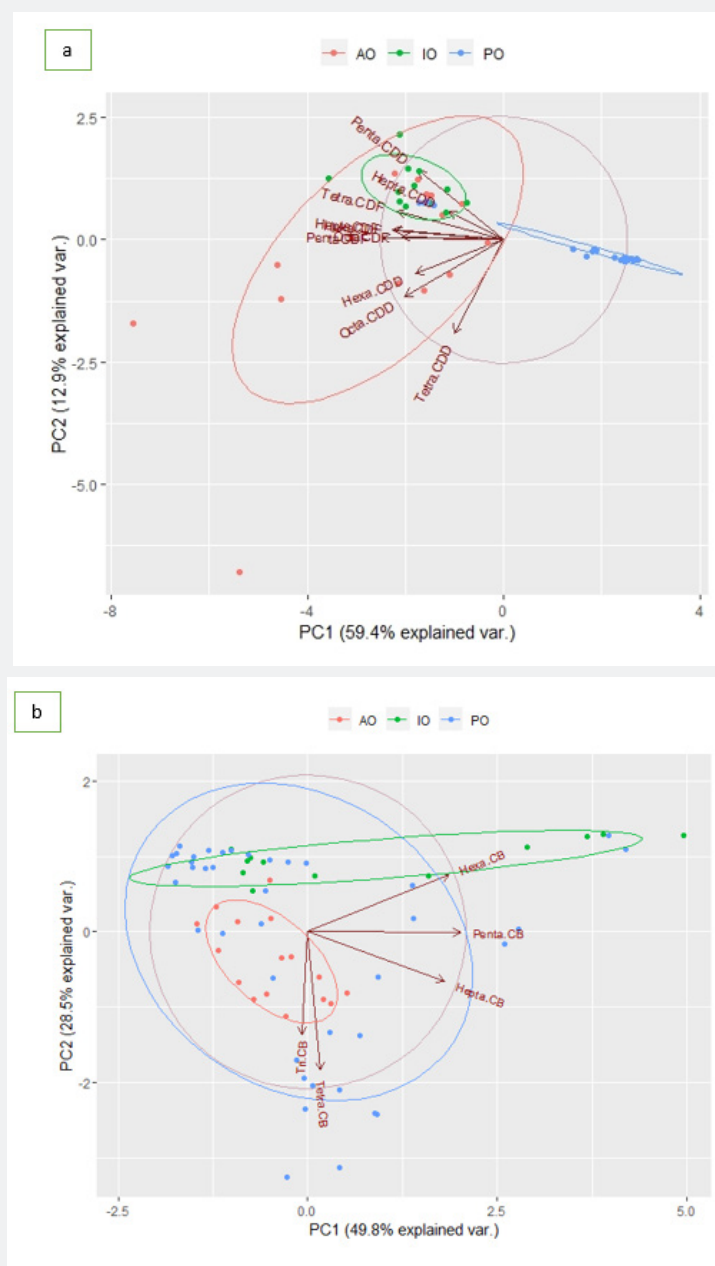 a
AO IO PO
2.5
0.0
-2.5
-5.0
-8
-4
0
4
PC1 (59.4% explained var.)
PC2 (12.9% explained var.)
Penta.CDD
Hepta.CDD
Tetra.CDF
Hexa.CDD
Octa.CDD
Tetra.CDD
b
AO IO PO
2
0
-2
-2.5
0.0
2.5
5.0
PC1 (49.8% explained var.)
PC2 (28.5% explained var.)
Hexa.CB
Penta.CB
Hepta.CB
Tri.CB
Tetra.CB